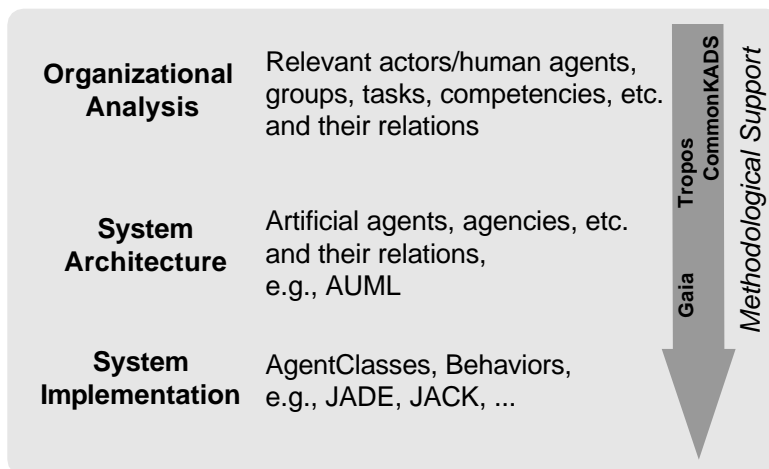 Organizational
Analysis
Relevant actors/human agents,
groups, tasks, competencies, etc.
and their relations
System
Architecture
Artificial agents, agencies, etc.
and their relations,
e.g., AUML
System
Implementation
AgentClasses, Behaviors,
e.g., JADE, JACK, ...
CommonKADS
Tropos
Gaia
Methodological Support